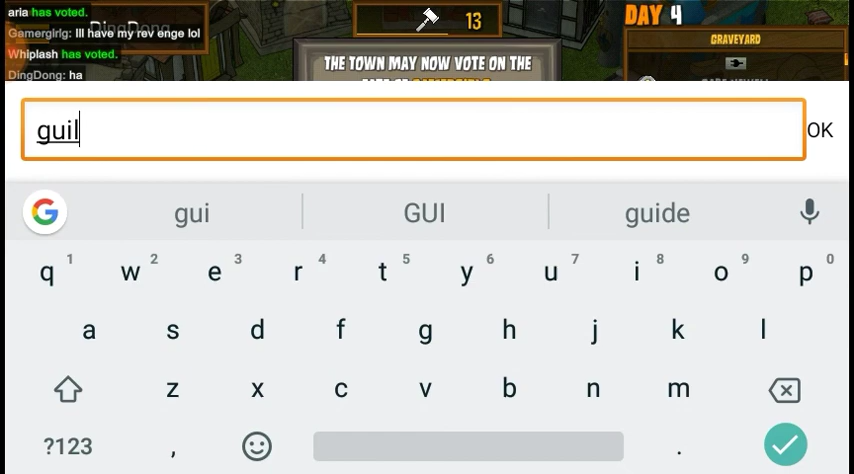 aria has voted.
DingDong
Gamergirlg: Ill have my rev enge lol
Whiplash has voted.
DingDong: ha
13
THE TOWN MAY NOW VOTE ON THE
DAY 4
GRAVEYARD
guil
OK
gui
GUI
guide
q 1 w 2 e 3 r 4 t 5 y 6 u 7 i 8 o 9 p 0
a s d f g h j k l
z x c v b n m
?123 , .